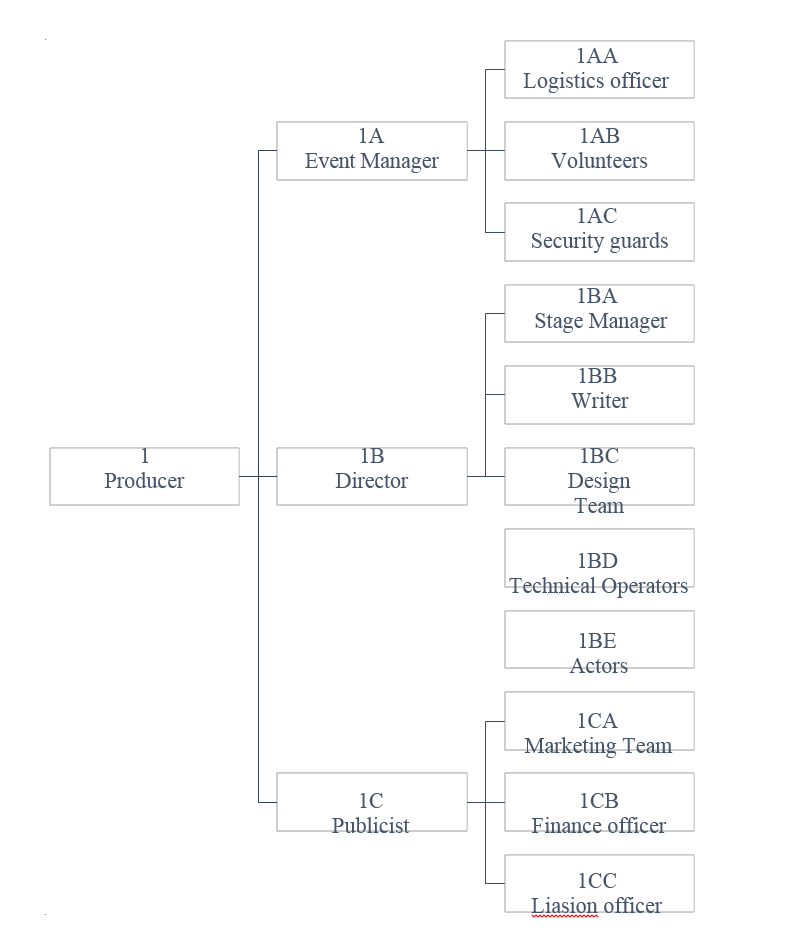 1AA
Logistics officer
1A
Event Manager
1AB
Volunteers
1AC
Security guards
1BA
Stage Manager
1BB
Writer
1
Producer
1B
Director
1BC
Design
Team
1BD
Technical Operators
1BE
Actors
1CA
Marketing Team
1C
Publicist
1CB
Finance officer
1CC
Liasion officer